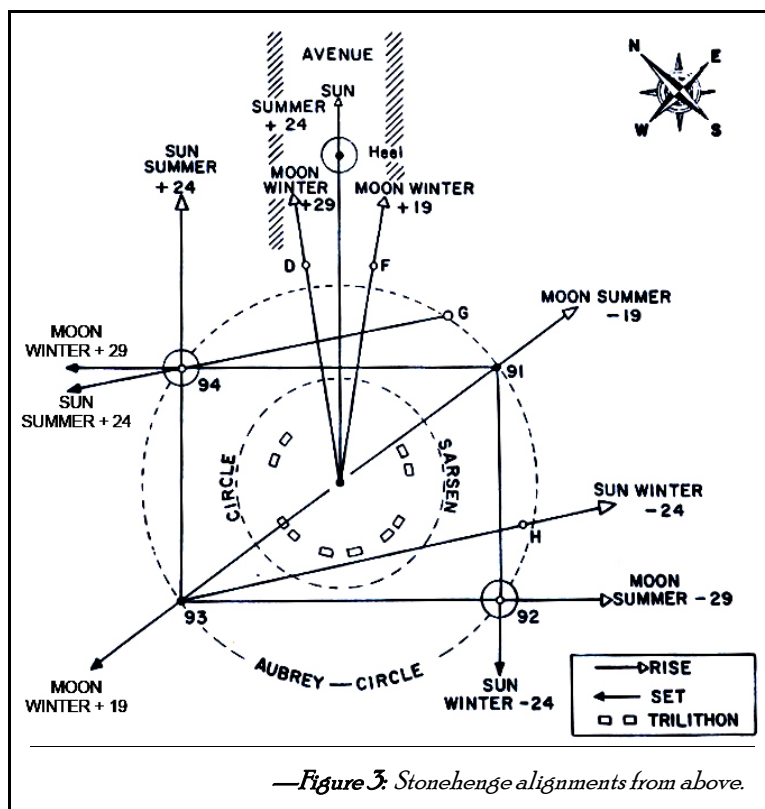 AVENUE
N
E
W
S
SUN
SUMMER
+ 24
Heel
SUN
SUMMER
+ 24
MOON
WINTER
+29
MOON WINTER
+19
D
F
G
MOON SUMMER
-19
MOON
WINTER + 29
94
91
SUN
SUMMER + 24
CIRCLE
SARSEN
SUN WINTER
-24
H
MOON
SUMMER -29
93
92
AUBREY — CIRCLE
MOON
WINTER + 19
SUN
WINTER -24
RISE
SET
TRILITHON
—Figure 3: Stonehenge alignments from above.